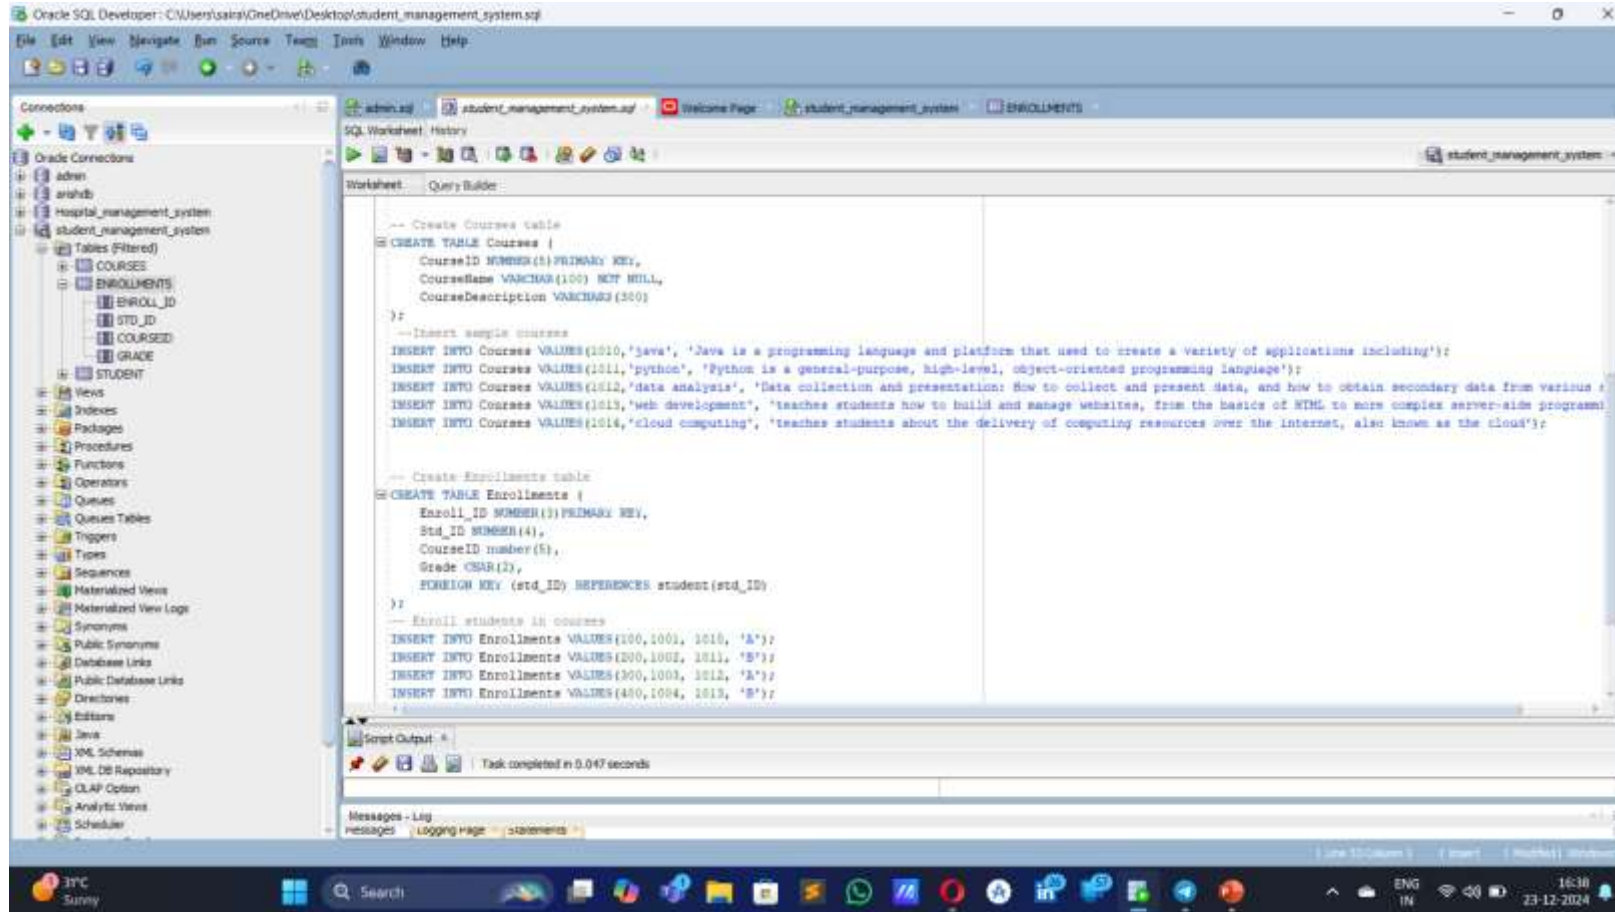 Oracle SQL Developer : C:\Users\saira\OneDrive\Desktop\student_management_system.sql
File Edit View Navigate Run Source Team Tools Window Help
Connections
admin.sql student_management_system.sql Welcome Page student_management_system ENROLLMENTS
SQL Worksheet History
student_management_system
Worksheet Query Builder
Oracle Connections
admin
arishdb
Hospital_management_system
student_management_system
Tables (Filtered)
COURSES
ENROLLMENTS
ENROLL_ID
STD_ID
COURSEID
GRADE
STUDENT
Views
Indexes
Packages
Procedures
Functions
Operators
Queues
Queues Tables
Triggers
Types
Sequences
Materialized Views
Materialized View Logs
Synonyms
Public Synonyms
Database Links
Public Database Links
Directories
Editions
Java
XML Schemas
XML DB Repository
OLAP Option
Analytic Views
Scheduler
-- Create Courses table
CREATE TABLE Courses (
CourseID NUMBER(5)PRIMARY KEY,
CourseName VARCHAR(100) NOT NULL,
CourseDescription VARCHAR2(300)
);
--Insert sample courses
INSERT INTO Courses VALUES(1010,'java', 'Java is a programming language and platform that used to create a variety of applications including');
INSERT INTO Courses VALUES(1011,'python', 'Python is a general-purpose, high-level, object-oriented programming language');
INSERT INTO Courses VALUES(1012,'data analysis', 'Data collection and presentation: How to collect and present data, and how to obtain secondary data from various
INSERT INTO Courses VALUES(1013,'web development', 'teaches students how to build and manage websites, from the basics of HTML to more complex server-side programmi
INSERT INTO Courses VALUES(1014,'cloud computing', 'teaches students about the delivery of computing resources over the internet, also known as the cloud');
-- Create Enrollments table
CREATE TABLE Enrollments (
Enroll_ID NUMBER(3)PRIMARY KEY,
Std_ID NUMBER(4),
CourseID number(5),
Grade CHAR(2),
FOREIGN KEY (std_ID) REFERENCES student(std_ID)
);
-- Enroll students in courses
INSERT INTO Enrollments VALUES(100,1001, 1010, 'A');
INSERT INTO Enrollments VALUES(200,1002, 1011, 'B');
INSERT INTO Enrollments VALUES(300,1003, 1012, 'A');
INSERT INTO Enrollments VALUES(400,1004, 1013, 'B');
Script Output
Task completed in 0.047 seconds
Messages - Log
Messages Logging Page Statements
31°C
Sunny
Search
ENG
IN
16:38
23-12-2024